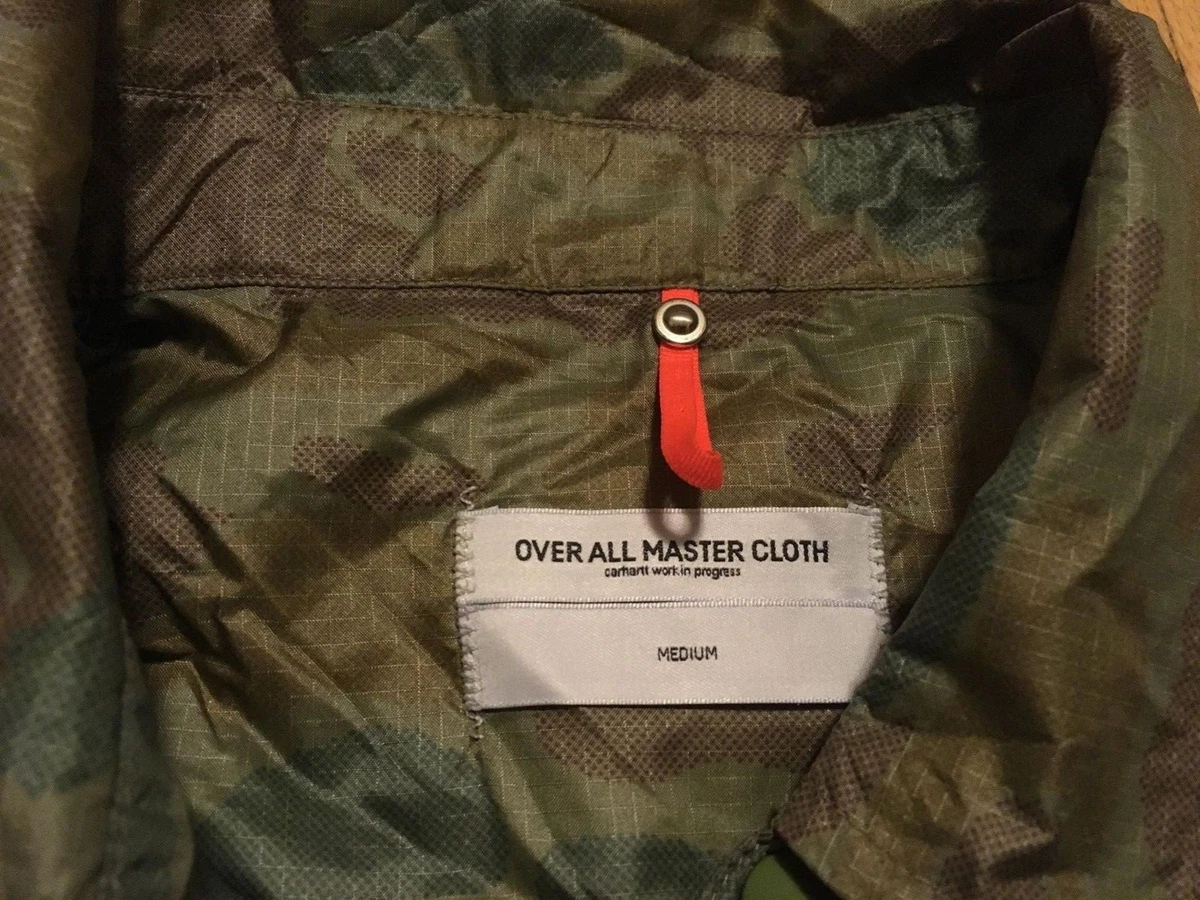 OVER ALL MASTER CLOTH
carhartt work in progress
MEDIUM